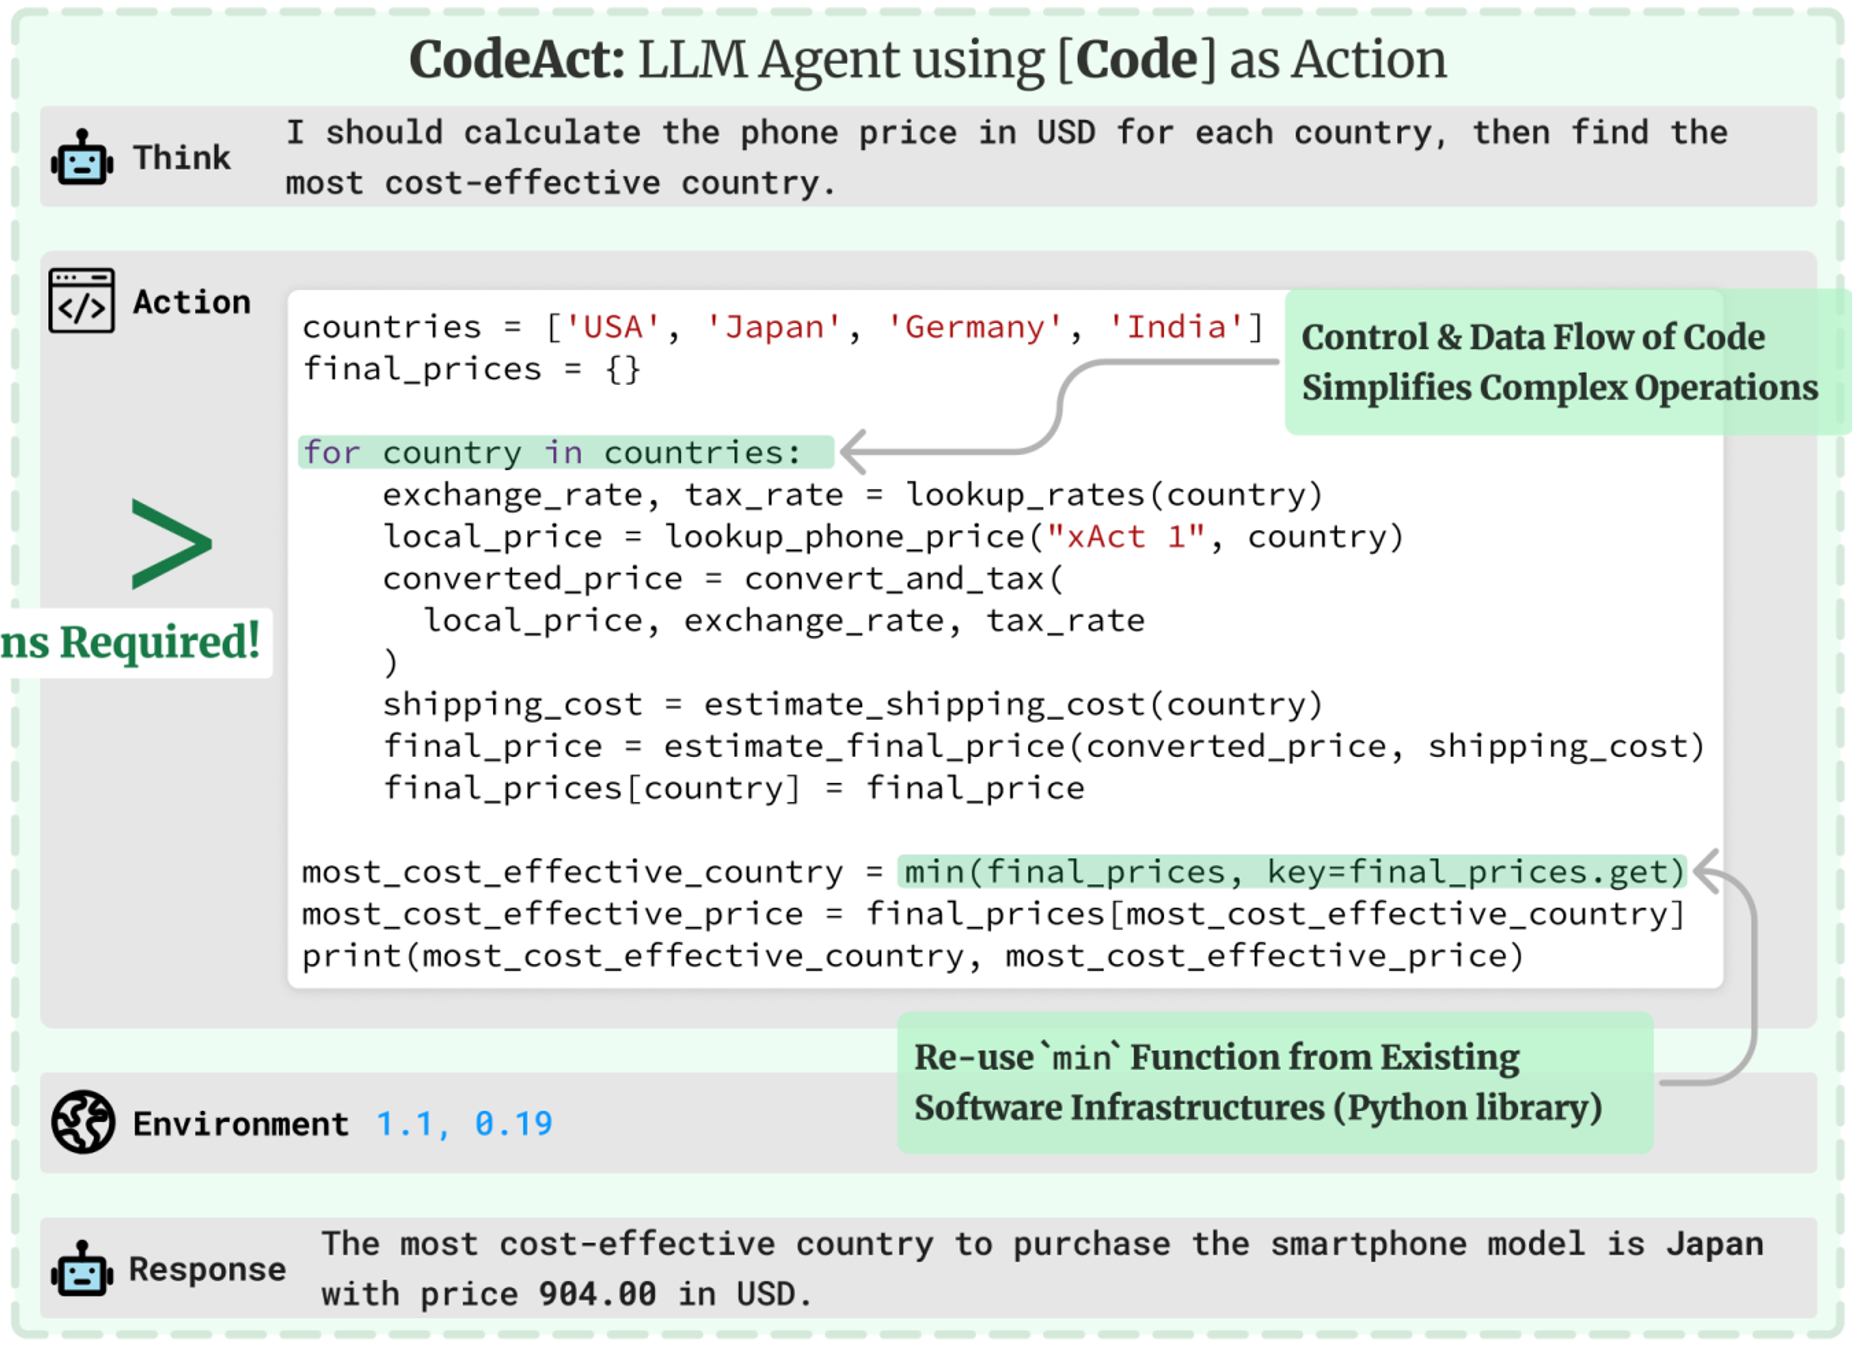 CodeAct: LLM Agent using [Code] as Action
Think
I should calculate the phone price in USD for each country, then find the
most cost-effective country.
Action
countries = ['USA', 'Japan', 'Germany', 'India']
final_prices = {}
Control & Data Flow of Code
Simplifies Complex Operations
for country in countries:
    exchange_rate, tax_rate = lookup_rates(country)
    local_price = lookup_phone_price("xAct 1", country)
    converted_price = convert_and_tax(
      local_price, exchange_rate, tax_rate
    )
    shipping_cost = estimate_shipping_cost(country)
    final_price = estimate_final_price(converted_price, shipping_cost)
    final_prices[country] = final_price
>
ns Required!
most_cost_effective_country = min(final_prices, key=final_prices.get)
most_cost_effective_price = final_prices[most_cost_effective_country]
print(most_cost_effective_country, most_cost_effective_price)
Re-use `min` Function from Existing
Software Infrastructures (Python library)
Environment 1.1, 0.19
Response
The most cost-effective country to purchase the smartphone model is Japan
with price 904.00 in USD.